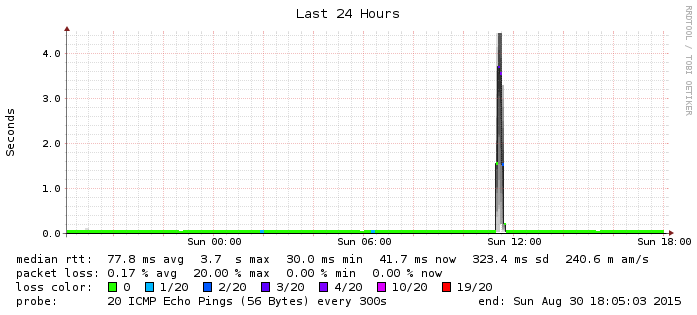 Last 24 Hours
RRDTOOL / TOBI OETIKER
Seconds
4.0
3.0
2.0
1.0
0.0
Sun 00:00 Sun 06:00 Sun 12:00 Sun 18:00
median rtt: 77.8 ms avg 3.7 s max 30.0 ms min 41.7 ms now 323.4 ms sd 240.6 m am/s
packet loss: 0.17 % avg 20.00 % max 0.00 % min 0.00 % now
loss color: 0 1/20 2/20 3/20 4/20 10/20 19/20
probe: 20 ICMP Echo Pings (56 Bytes) every 300s end: Sun Aug 30 18:05:03 2015